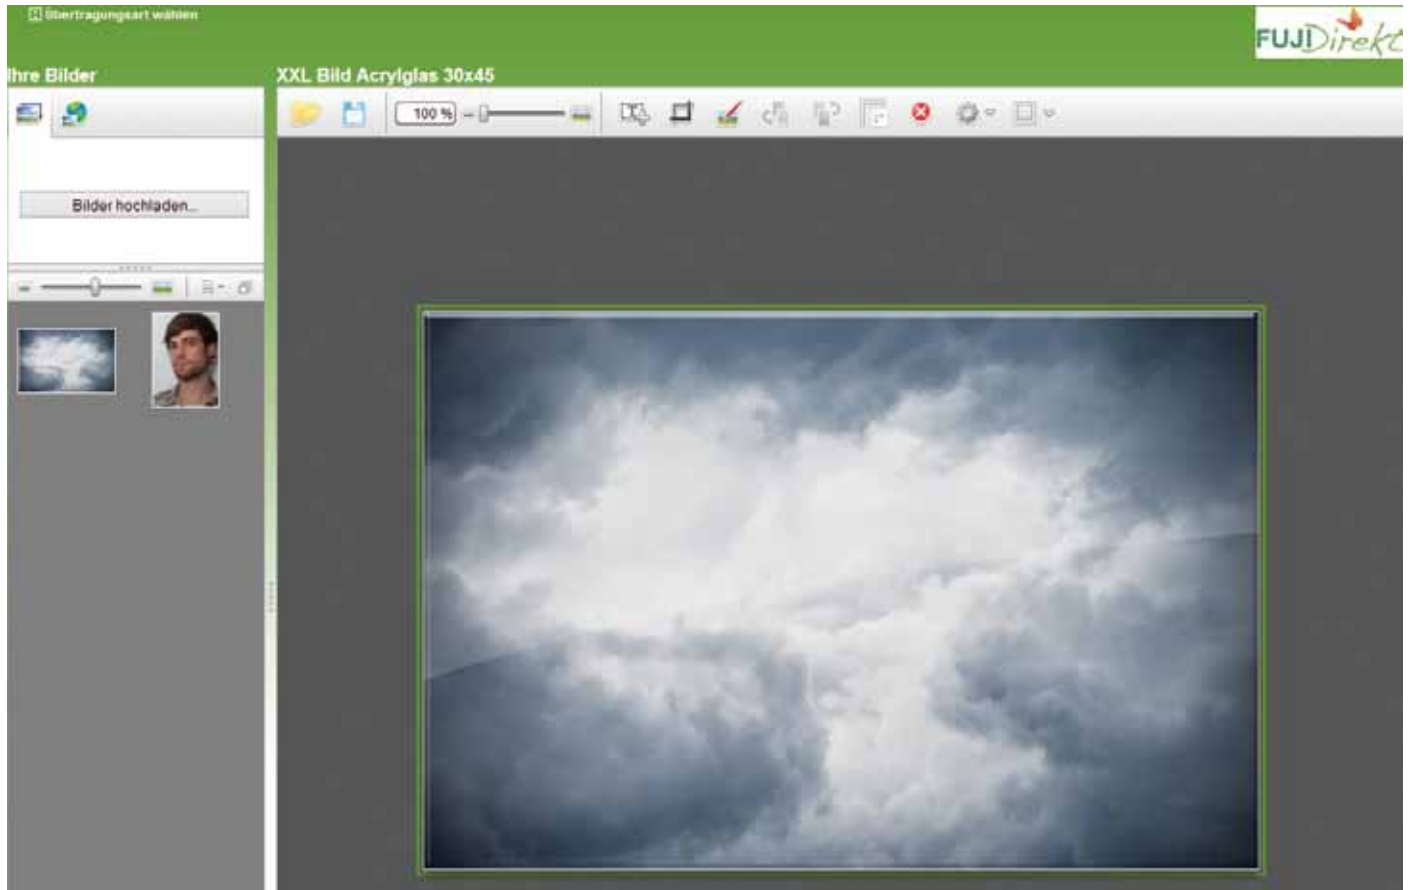 Übertragungsart wählen
FUJIDirekt
Ihre Bilder
XXL Bild Acrylglas 30x45
100 %
Bilder hochladen...